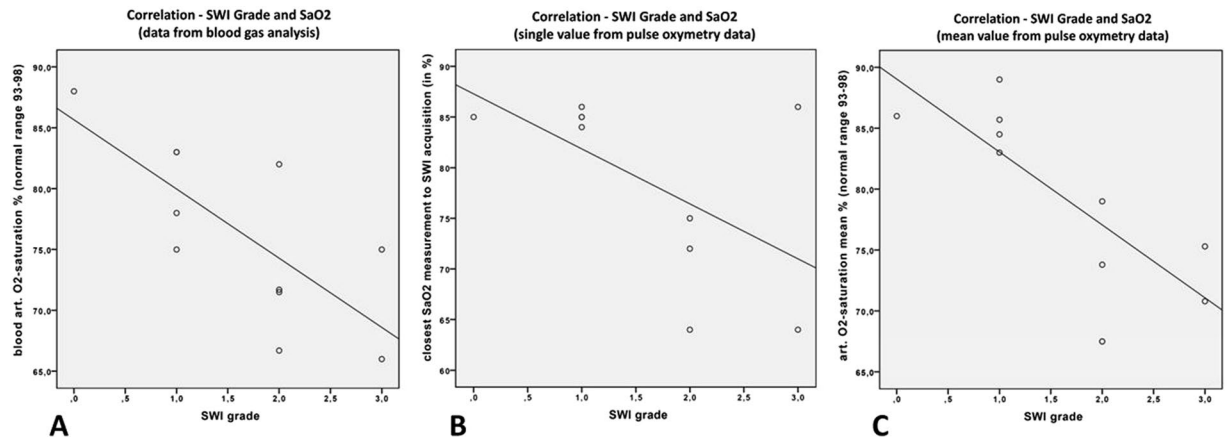 Correlation - SWI Grade and SaO2
(data from blood gas analysis)
blood art. O2-saturation % (normal range 93-98)
90,0
85,0
80,0
75,0
70,0
65,0
,0
,5
1,0
1,5
2,0
2,5
3,0
SWI grade
A
Correlation - SWI Grade and SaO2
(single value from pulse oxymetry data)
closest SaO2 measurement to SWI acquisition (in %)
90
85
80
75
70
65
60
,0
,5
1,0
1,5
2,0
2,5
3,0
SWI grade
B
Correlation - SWI Grade and SaO2
(mean value from pulse oxymetry data)
art. O2-saturation mean % (normal range 93-98)
90,0
85,0
80,0
75,0
70,0
65,0
,0
,5
1,0
1,5
2,0
2,5
3,0
SWI grade
C